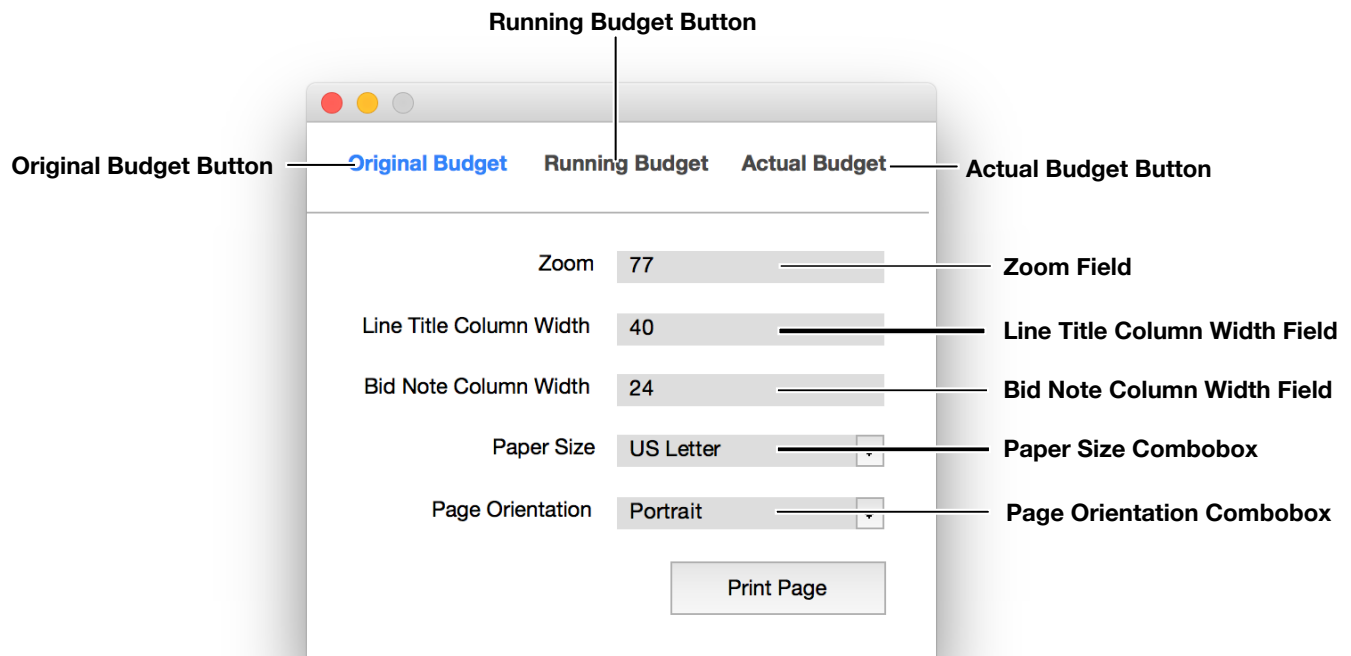 Running Budget Button
Original Budget Button
Original Budget
Running Budget
Actual Budget
Actual Budget Button
Zoom
77
Zoom Field
Line Title Column Width
40
Line Title Column Width Field
Bid Note Column Width
24
Bid Note Column Width Field
Paper Size
US Letter
Paper Size Combobox
Page Orientation
Portrait
Page Orientation Combobox
Print Page